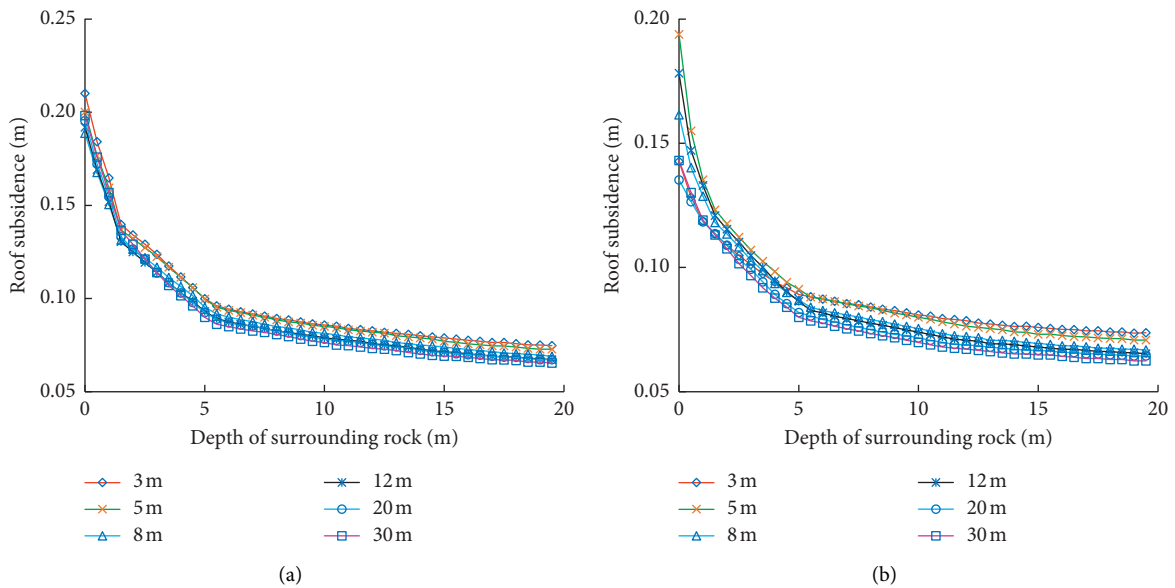 0.25
0.20
0.15
0.10
0.05
Roof subsidence (m)
0 5 10 15 20
Depth of surrounding rock (m)
3 m 12 m
5 m 20 m
8 m 30 m
(a)
0.20
0.15
0.10
0.05
Roof subsidence (m)
0 5 10 15 20
Depth of surrounding rock (m)
3 m 12 m
5 m 20 m
8 m 30 m
(b)